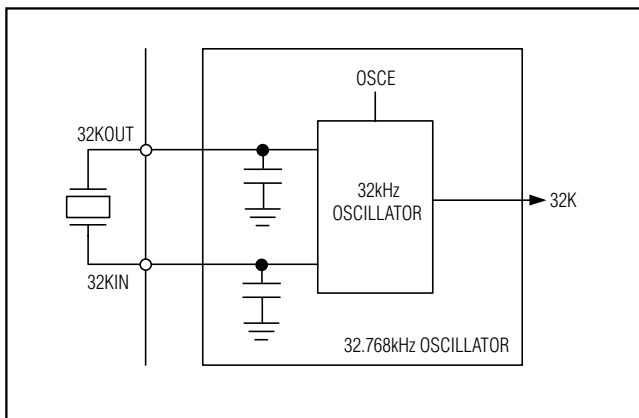 OSCE
32KOUT
32kHz
OSCILLATOR
32K
32KIN
32.768kHz OSCILLATOR